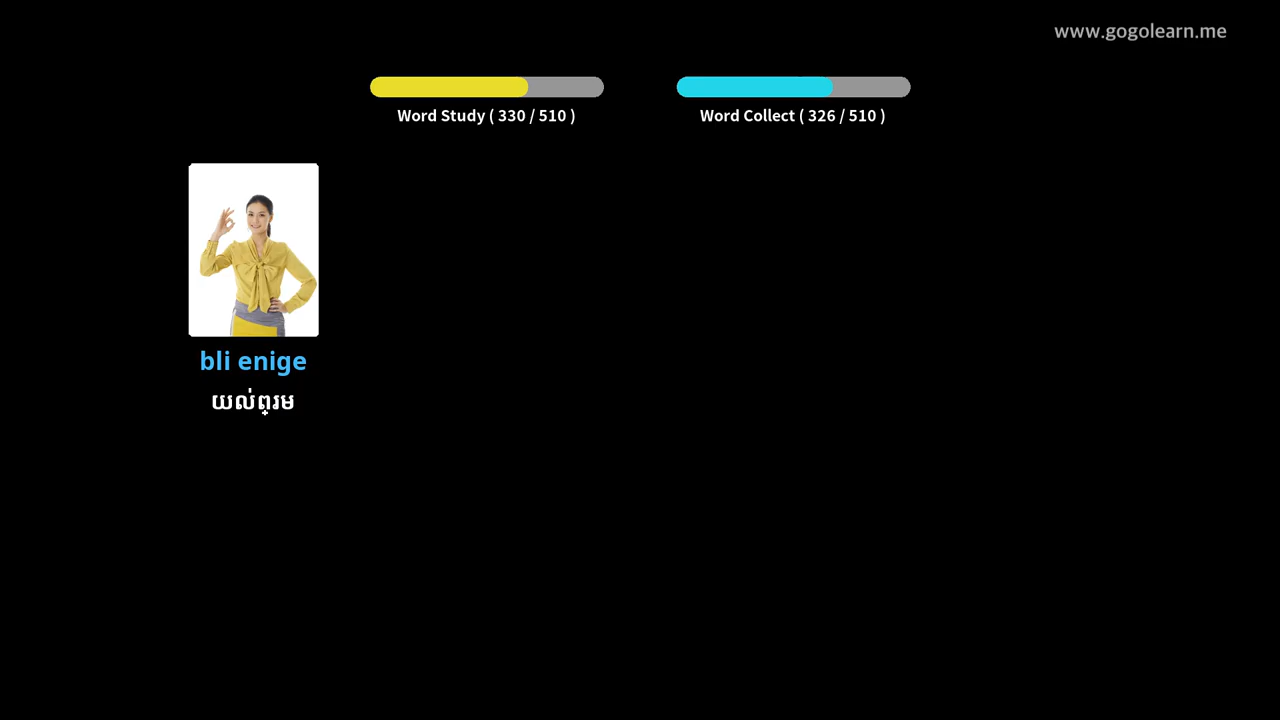 www.gogolearn.me
Word Study ( 330 / 510 )
Word Collect ( 326 / 510 )
bli enige
យល់ព្រម